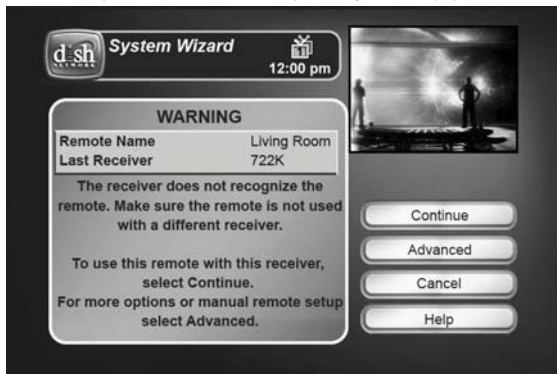 dish
NETWORK
System Wizard
12:00 pm
WARNING
Remote Name Living Room
Last Receiver 722K
The receiver does not recognize the
remote. Make sure the remote is not used
with a different receiver.
To use this remote with this receiver,
select Continue.
For more options or manual remote setup
select Advanced.
Continue
Advanced
Cancel
Help